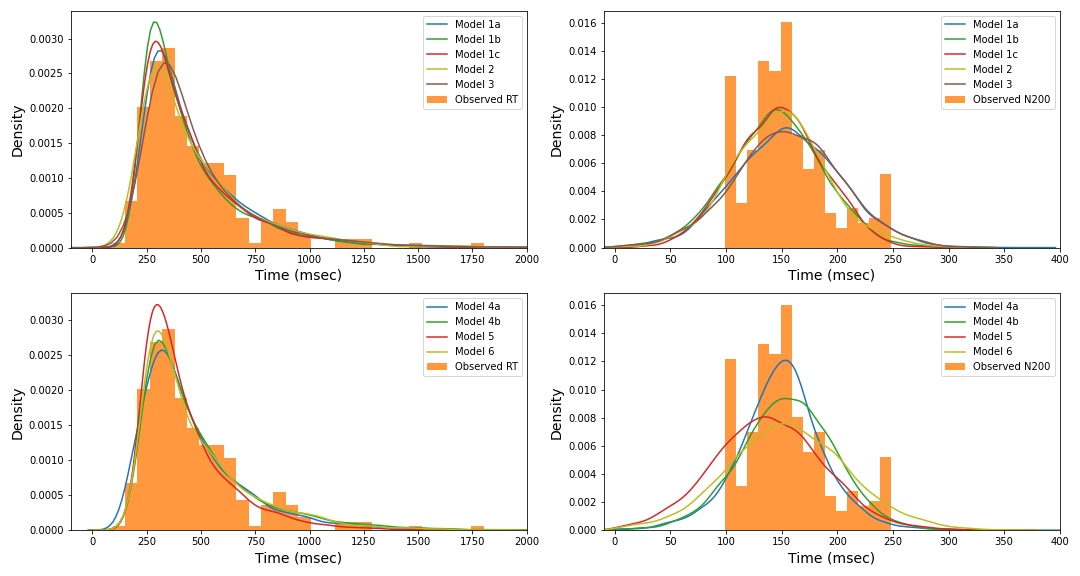 0.0030
0.0025
0.0020
0.0015
0.0010
0.0005
0.0000
Density
0 250 500 750 1000 1250 1500 1750 2000
Time (msec)
Model 1a
Model 1b
Model 1c
Model 2
Model 3
Observed RT
0.016
0.014
0.012
0.010
0.008
0.006
0.004
0.002
0.000
Density
0 50 100 150 200 250 300 350 400
Time (msec)
Model 1a
Model 1b
Model 1c
Model 2
Model 3
Observed N200
0.0030
0.0025
0.0020
0.0015
0.0010
0.0005
0.0000
Density
0 250 500 750 1000 1250 1500 1750 2000
Time (msec)
Model 4a
Model 4b
Model 5
Model 6
Observed RT
0.016
0.014
0.012
0.010
0.008
0.006
0.004
0.002
0.000
Density
0 50 100 150 200 250 300 350 400
Time (msec)
Model 4a
Model 4b
Model 5
Model 6
Observed N200